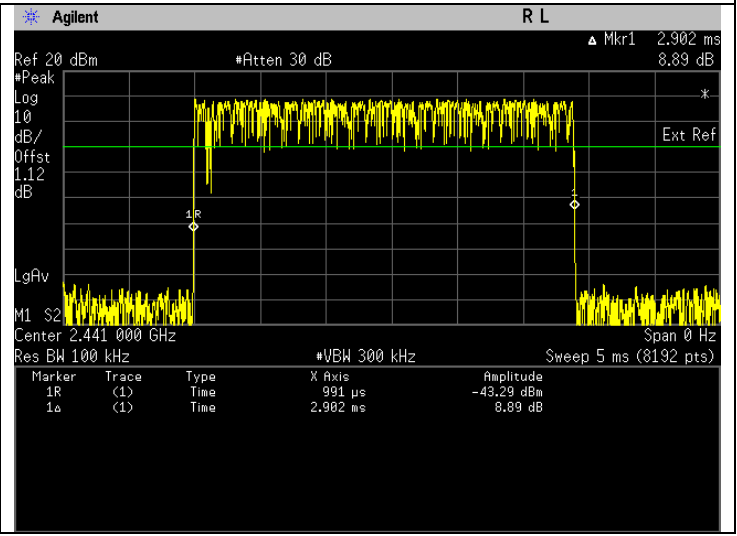 Agilent R L
▵ Mkr1 2.902 ms
Ref 20 dBm #Atten 30 dB 8.89 dB
#Peak
Log
10
dB/
Offst
1.12
dB
*
Ext Ref
1R
1
LgAv
M1 S2
Center 2.441 000 GHz Span 0 Hz
Res BW 100 kHz #VBW 300 kHz Sweep 5 ms (8192 pts)
Marker Trace Type X Axis Amplitude
1R (1) Time 991 µs -43.29 dBm
1▵ (1) Time 2.902 ms 8.89 dB